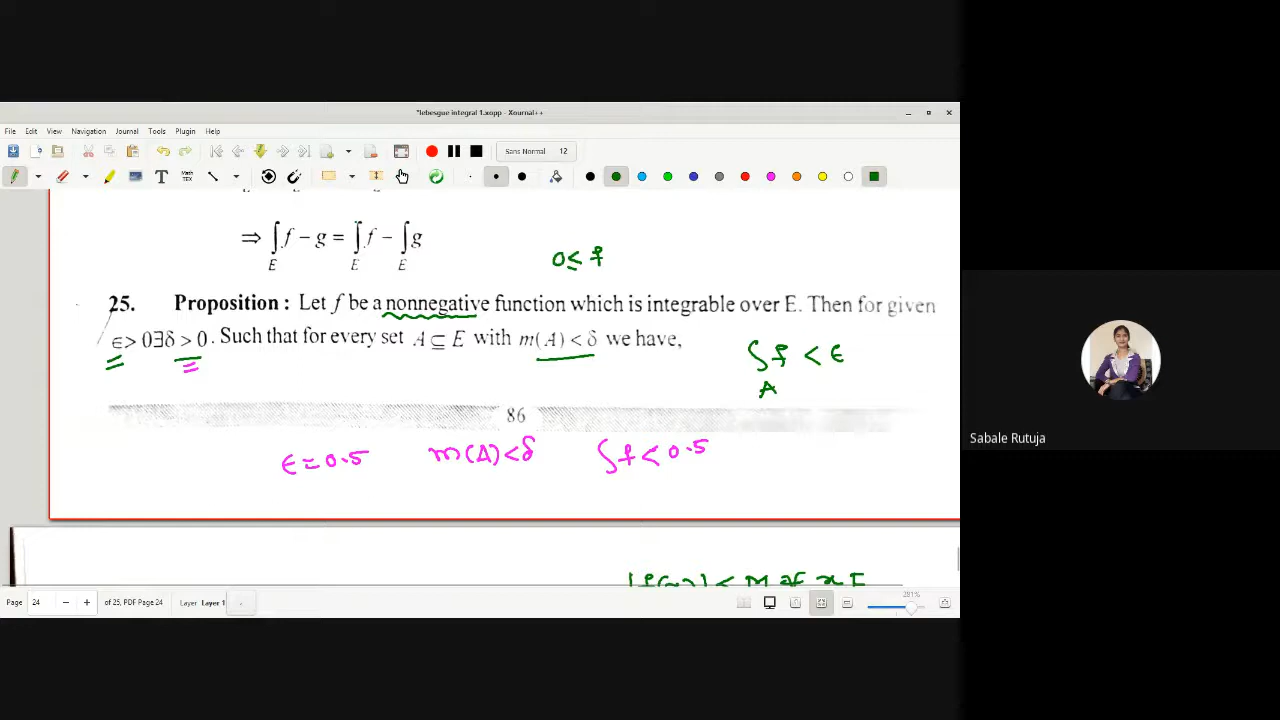 *lebesgue integral 1.xopp - Xournal++
File Edit View Navigation Journal Tools Plugin Help
Sans Normal 12
⇒ ∫_E f − g = ∫_E f − ∫_E g
0 ≤ f
25. Proposition : Let f be a nonnegative function which is integrable over E. Then for given
ε > 0∃δ > 0. Such that for every set A ⊆ E with m(A) < δ we have,
∫_A f < ε
86
ε = 0.5 m(A) < δ ∫ f < 0.5
Sabale Rutuja
Page 24 of 25, PDF Page 24 Layer Layer 1 281%